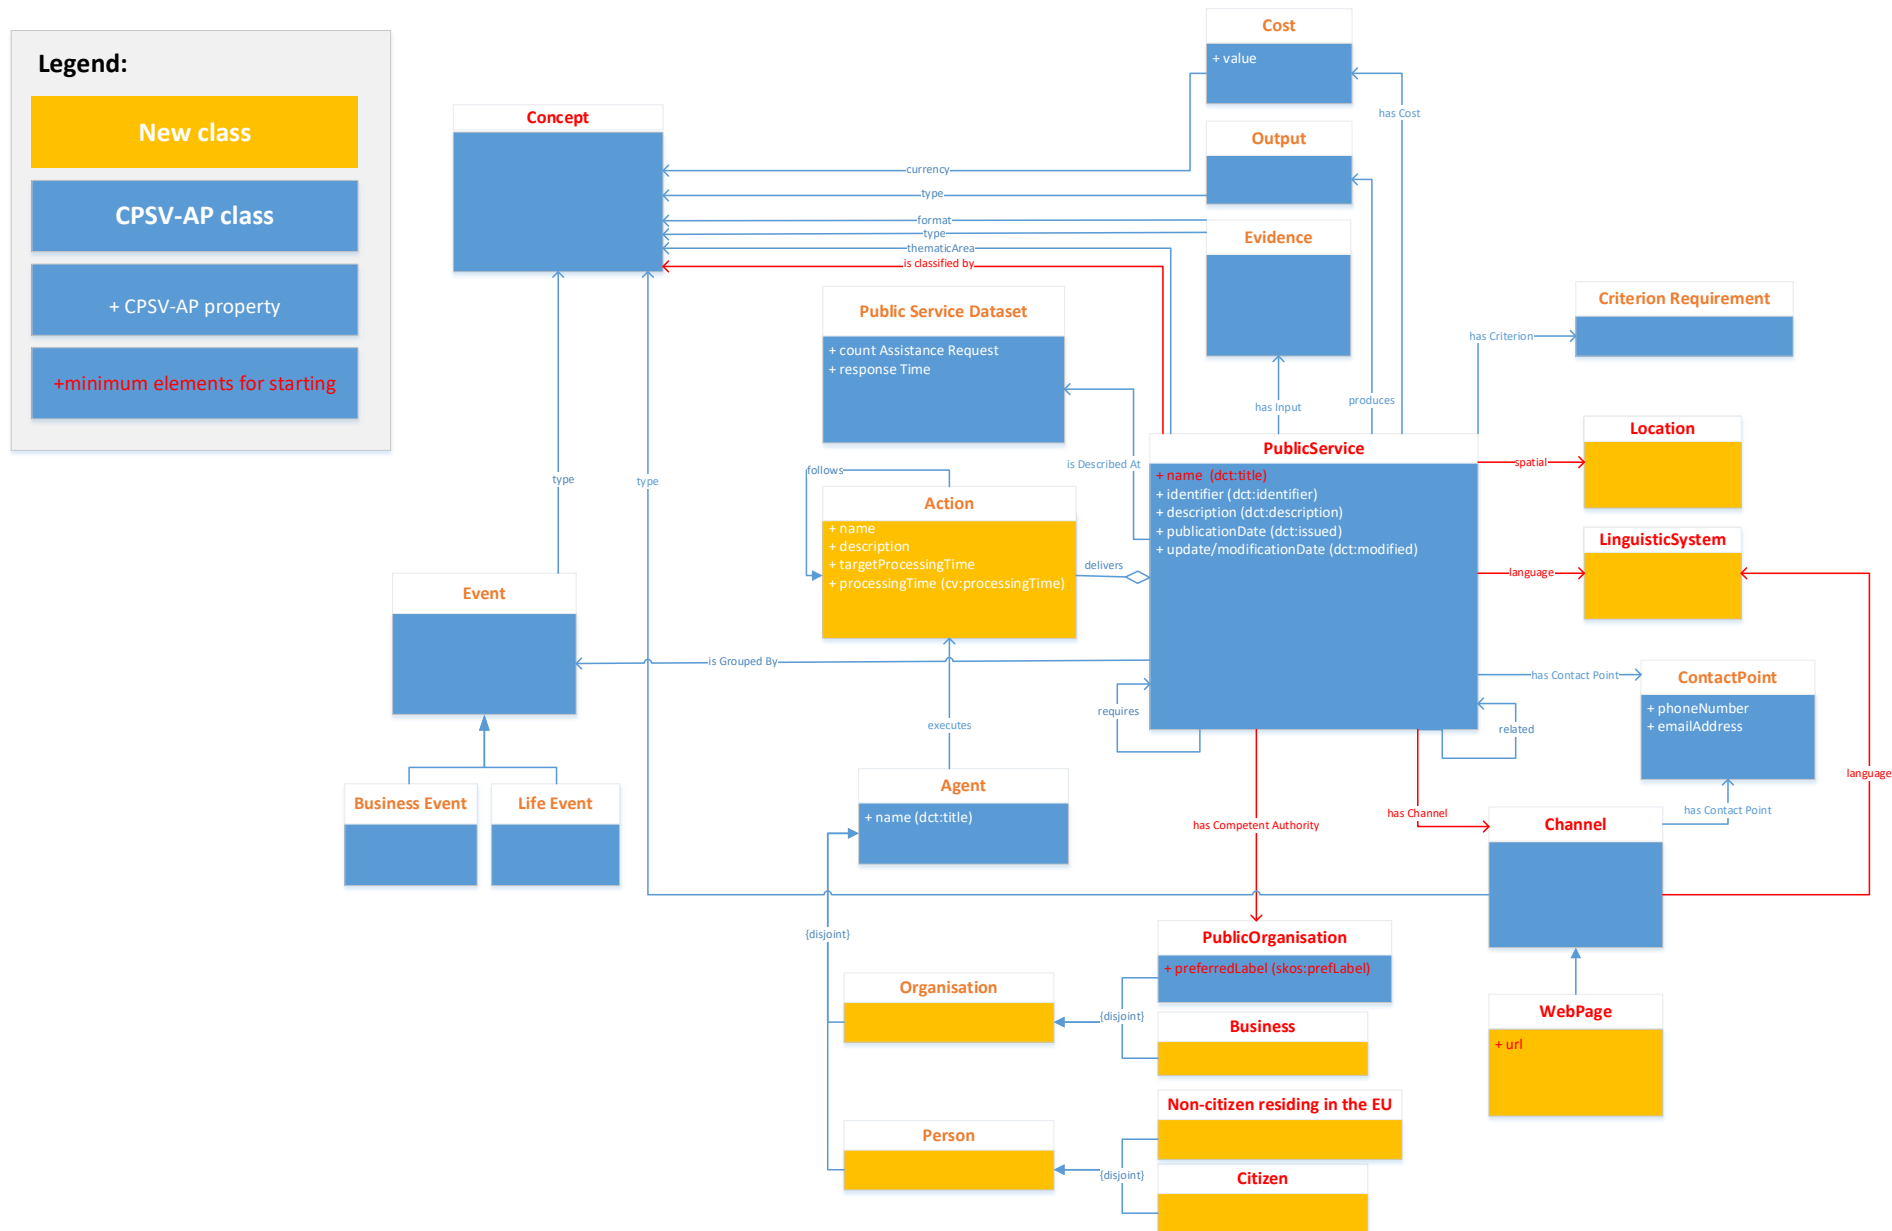 Legend:
New class
CPSV-AP class
+ CPSV-AP property
+minimum elements for starting
Cost
+ value
has Cost
Concept
Output
currency
type
format
type
thematicArea
is classified by
Evidence
Public Service Dataset
+ count Assistance Request
+ response Time
Criterion Requirement
has Criterion
has Input
produces
is Described At
PublicService
+ name  (dct:title)
+ identifier (dct:identifier)
+ description (dct:description)
+ publicationDate (dct:issued)
+ update/modificationDate (dct:modified)
Location
spatial
follows
type
type
Action
+ name
+ description
+ targetProcessingTime
+ processingTime (cv:processingTime)
delivers
LinguisticSystem
language
Event
is Grouped By
has Contact Point
ContactPoint
+ phoneNumber
+ emailAddress
requires
related
executes
language
Business Event
Life Event
Agent
+ name (dct:title)
has Competent Authority
has Channel
has Contact Point
Channel
{disjoint}
PublicOrganisation
+ preferredLabel (skos:prefLabel)
Organisation
{disjoint}
Business
WebPage
+ url
Non-citizen residing in the EU
Person
{disjoint}
Citizen